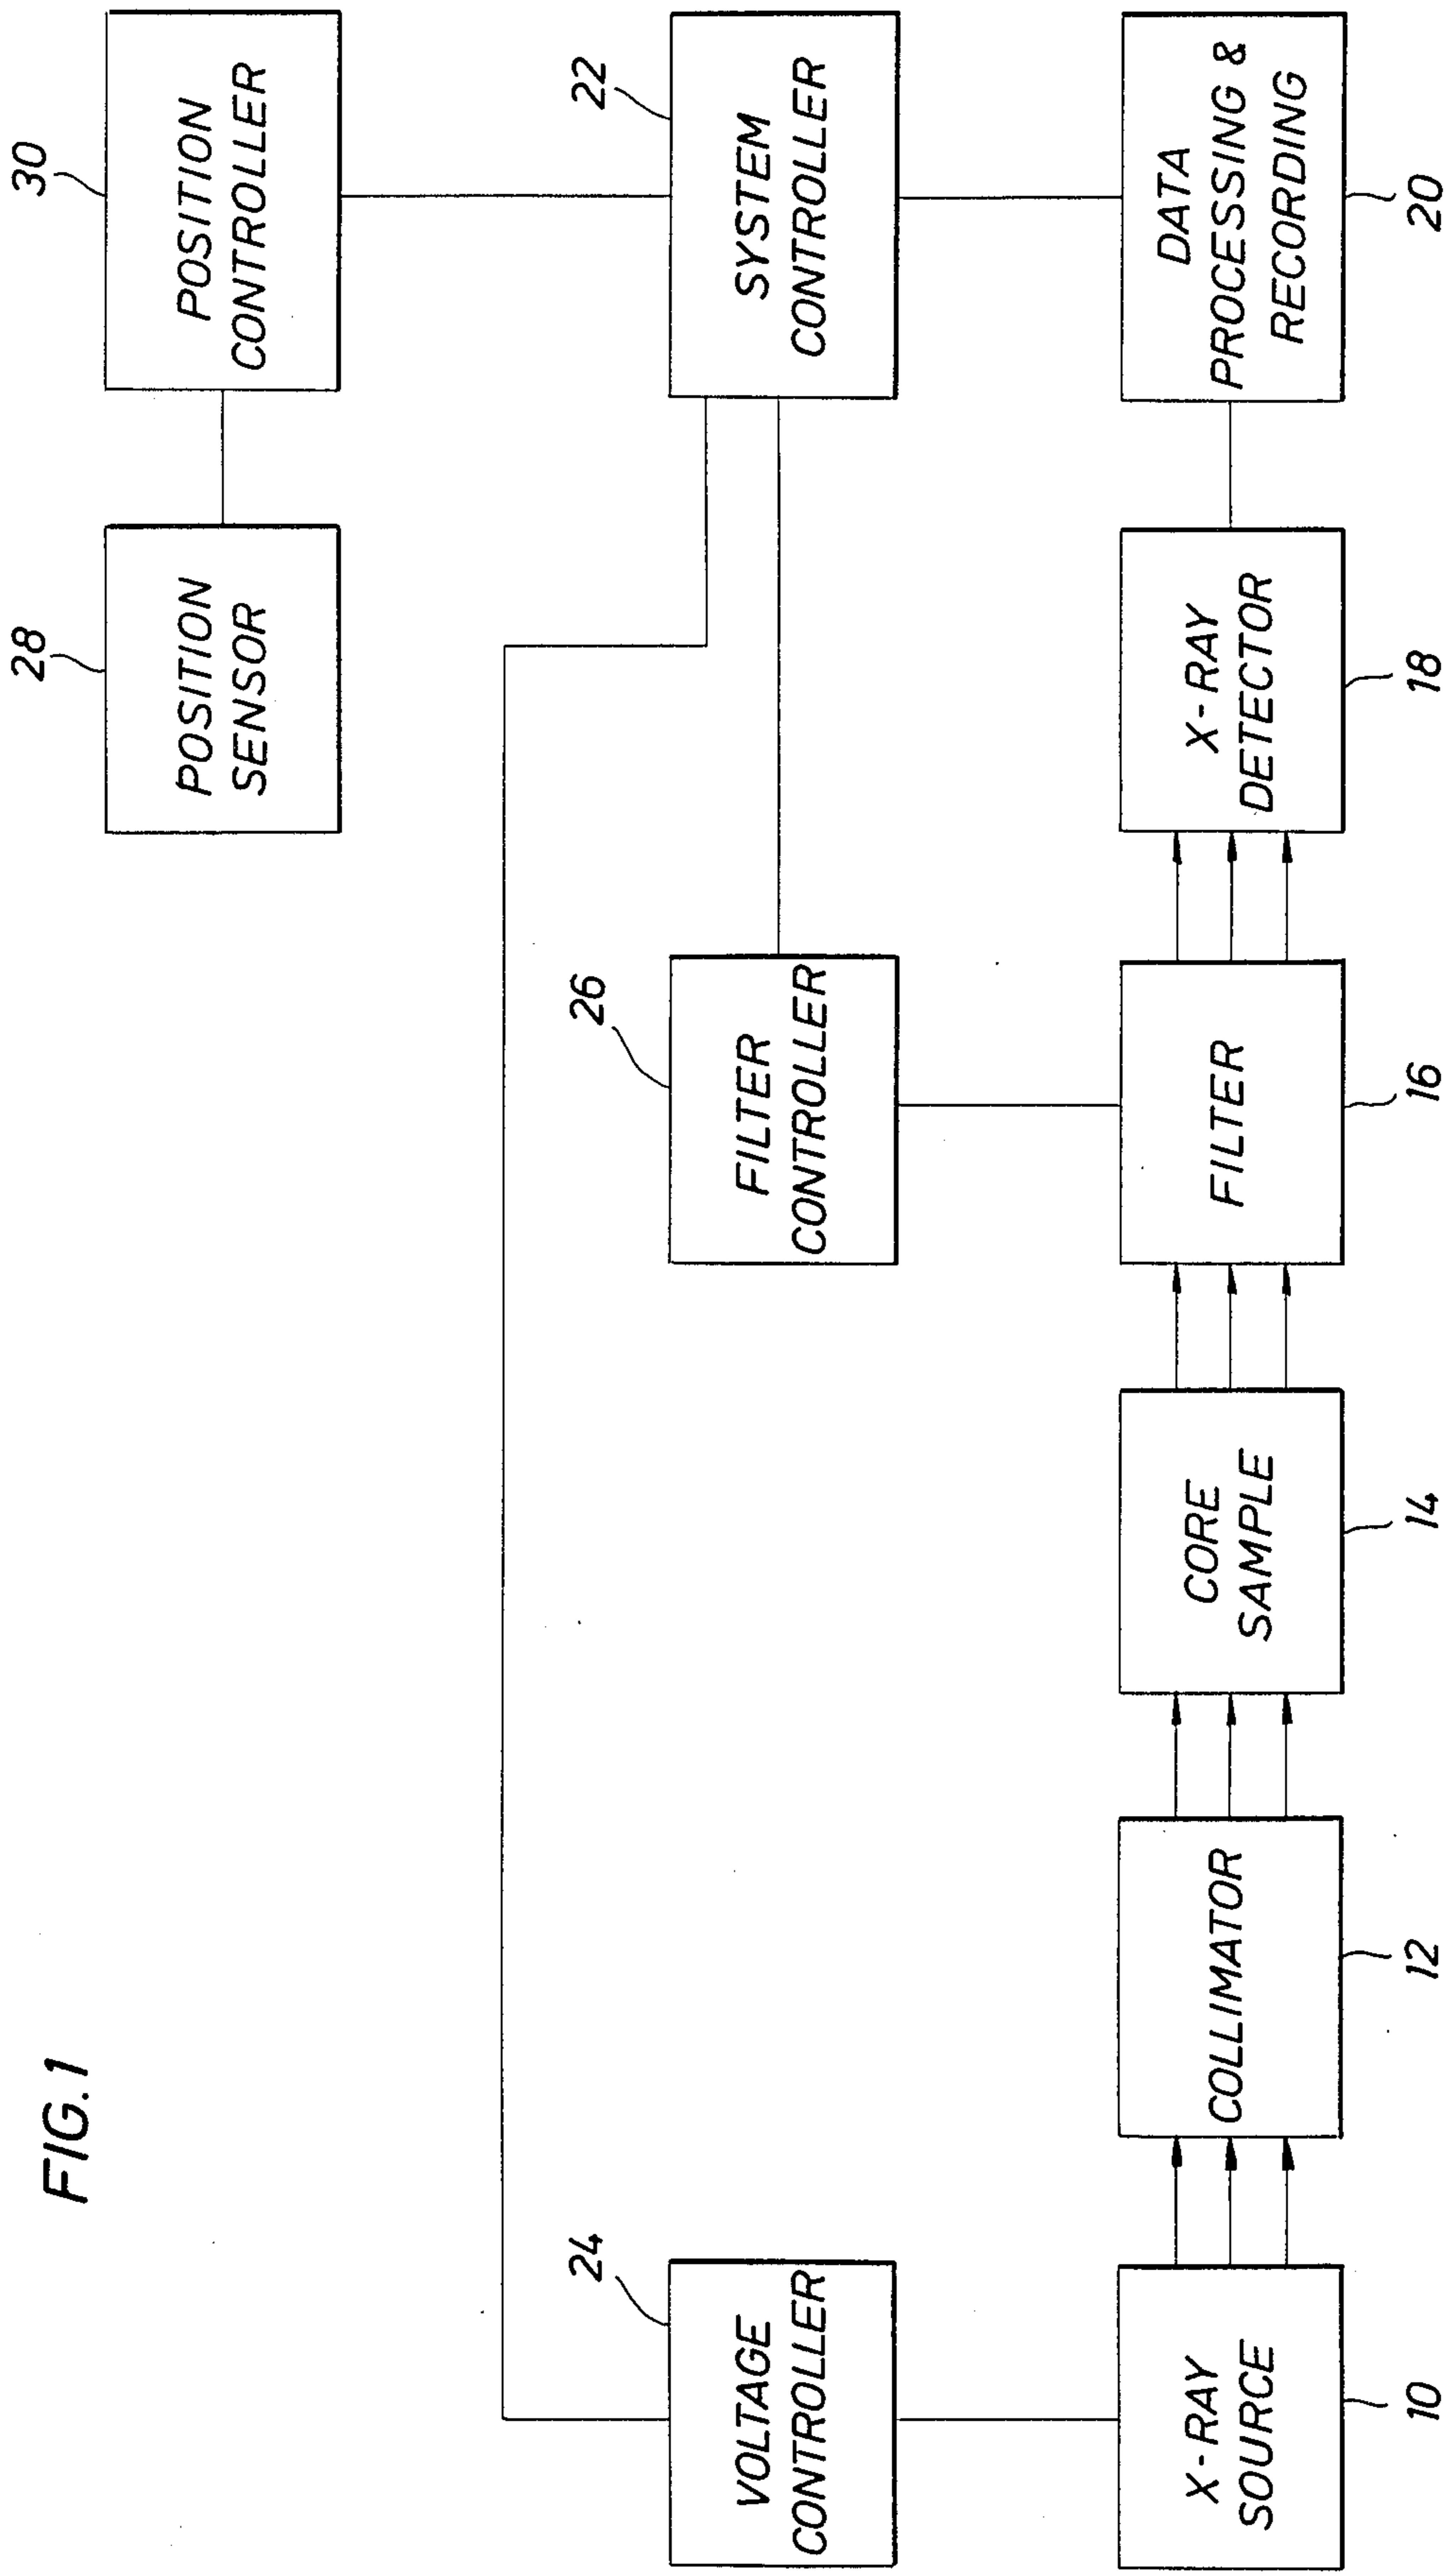 FIG.1
24
VOLTAGE
CONTROLLER
26
FILTER
CONTROLLER
28
POSITION
SENSOR
30
POSITION
CONTROLLER
22
SYSTEM
CONTROLLER
X-RAY
SOURCE
10
COLLIMATOR
12
CORE
SAMPLE
14
FILTER
16
X-RAY
DETECTOR
18
DATA
PROCESSING &
RECORDING
20